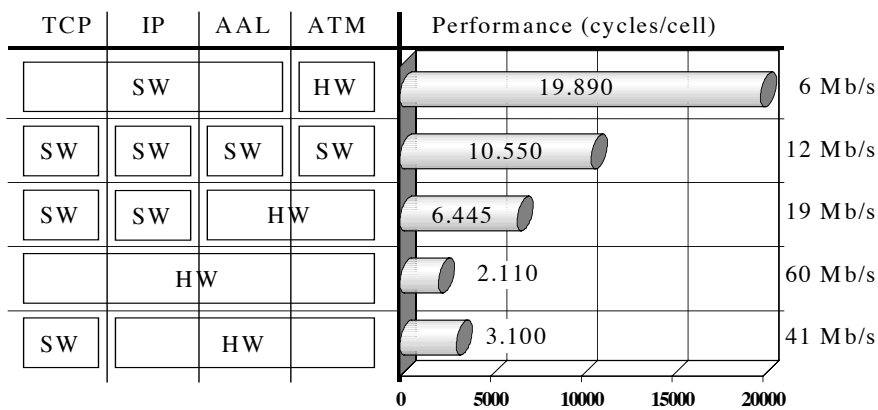 TCP IP AAL ATM Performance (cycles/cell)
SW HW 19.890 6 Mb/s
SW SW SW SW 10.550 12 Mb/s
SW SW HW 6.445 19 Mb/s
HW 2.110 60 Mb/s
SW HW 3.100 41 Mb/s
0 5000 10000 15000 20000